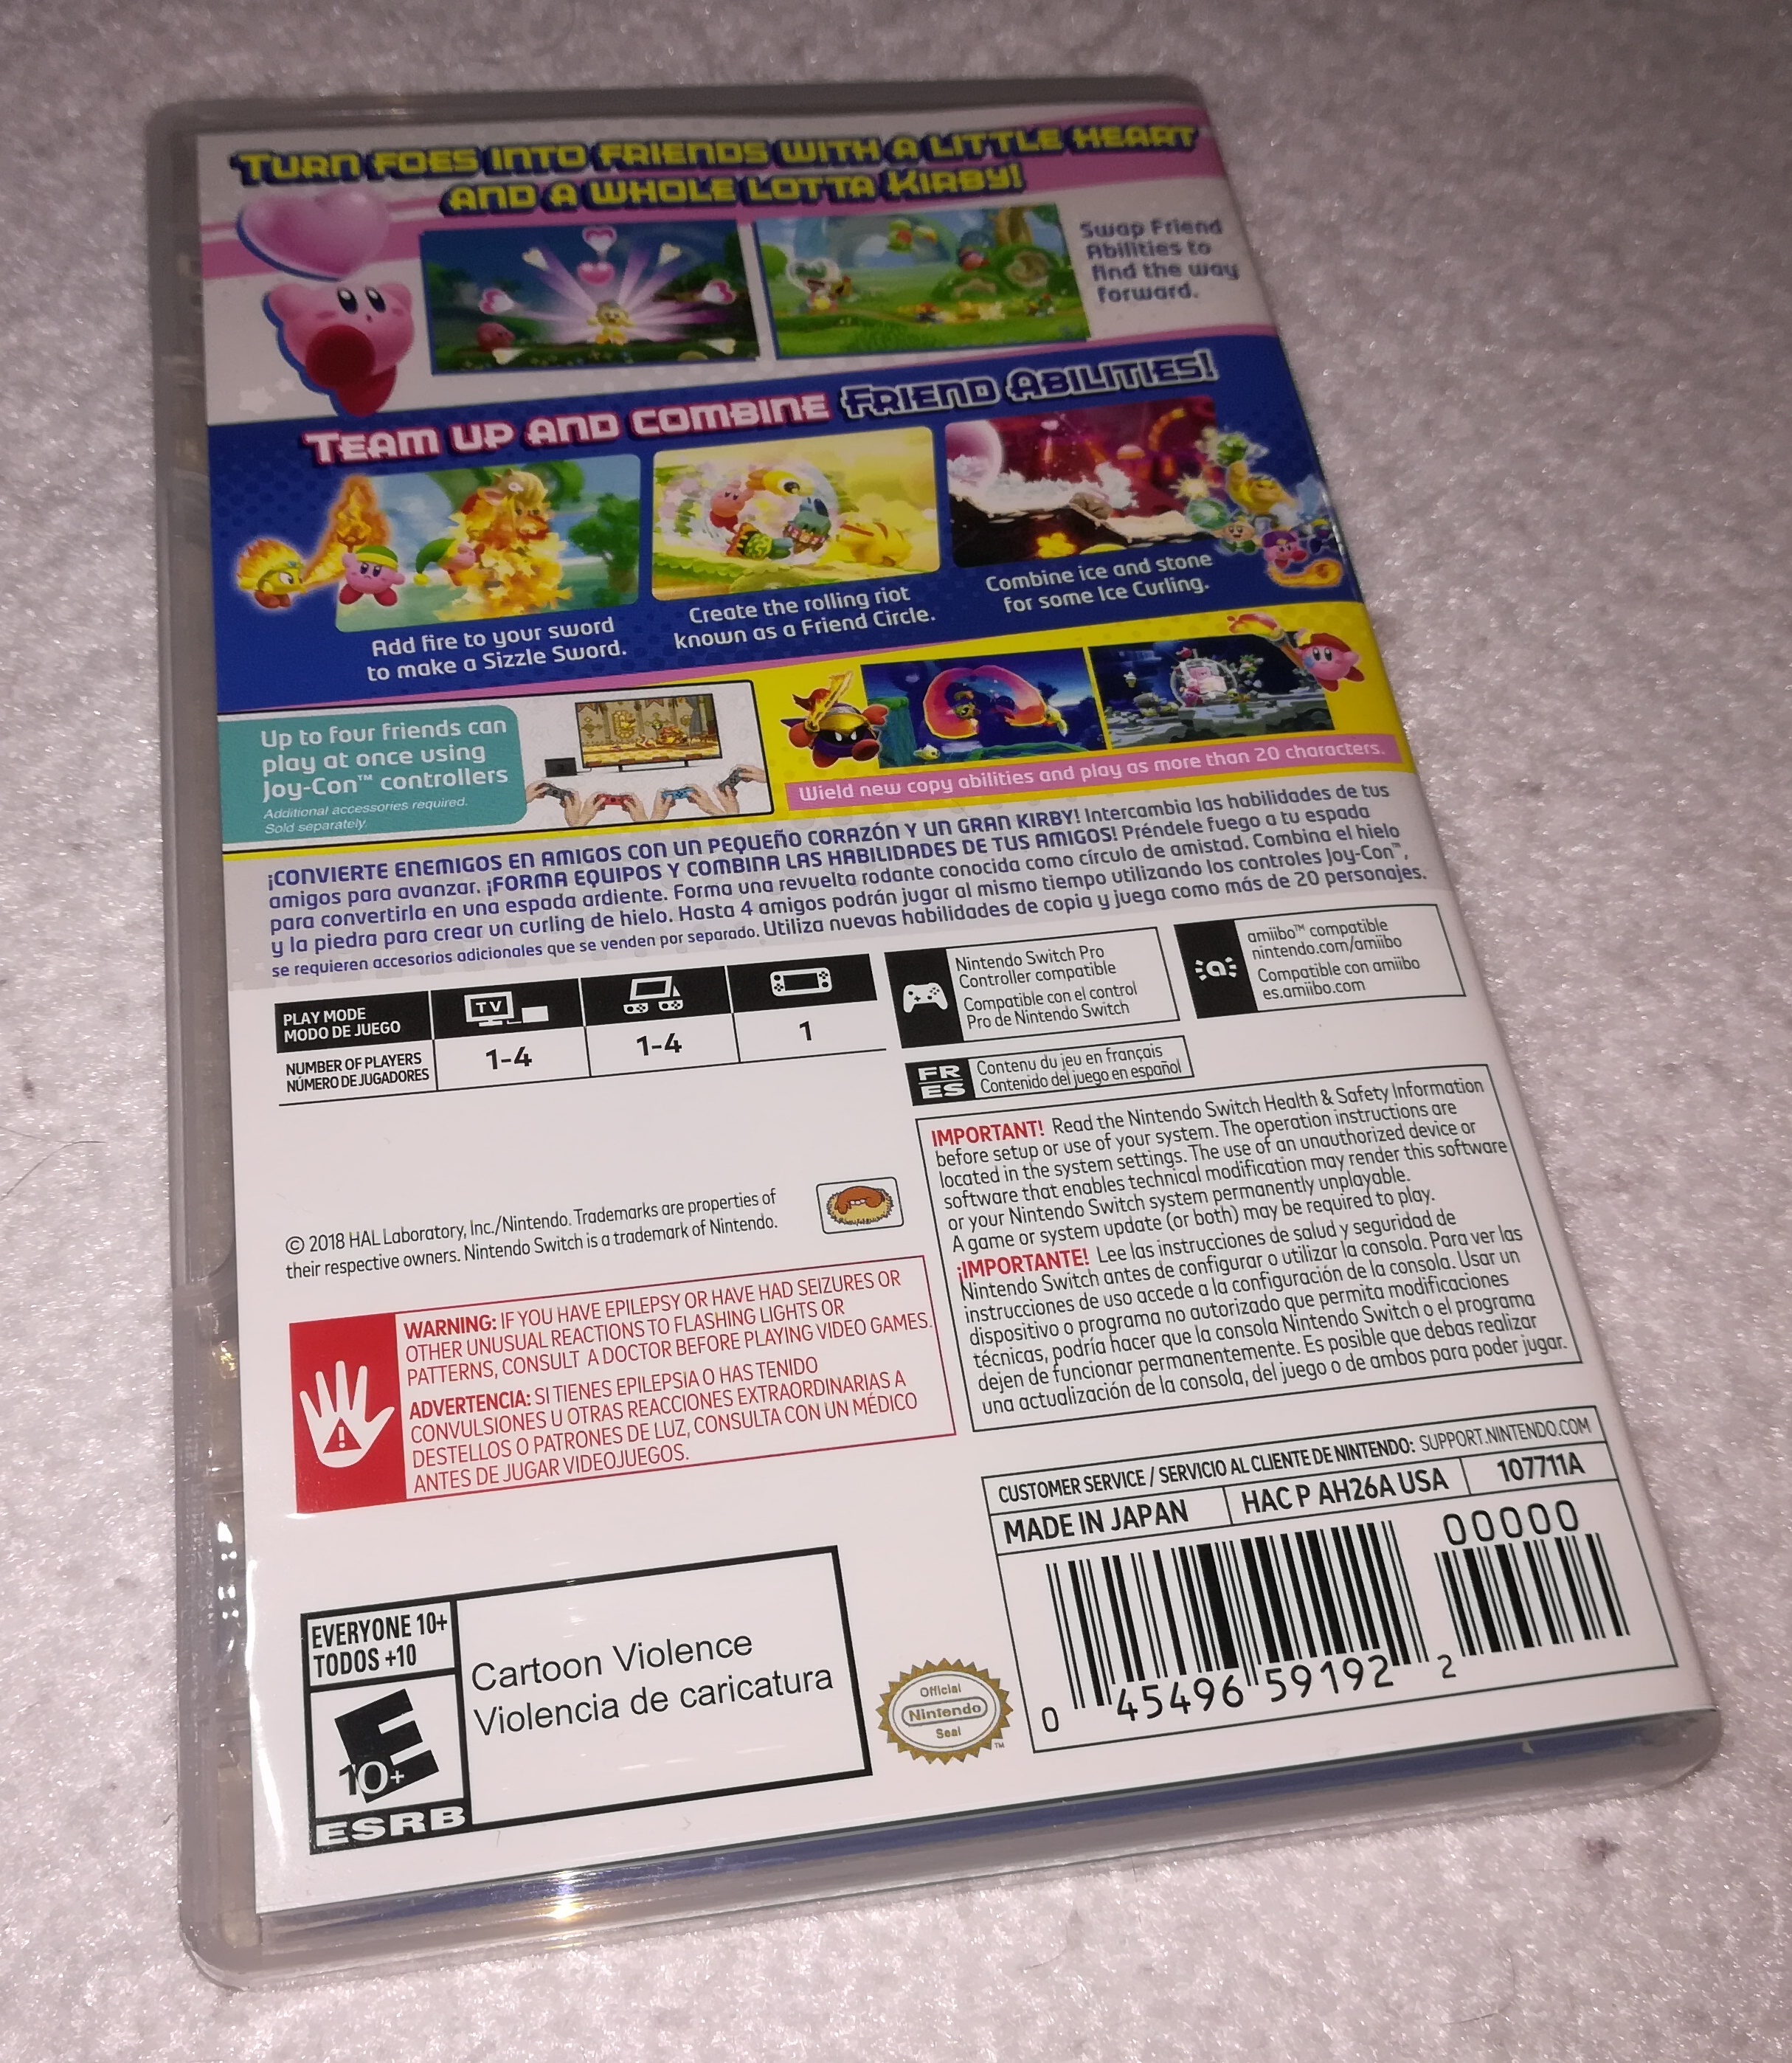 TURN FOES INTO FRIENDS WITH A LITTLE HEART
AND A WHOLE LOTTA KIRBY!
Swap Friend
Abilities to
find the way
forward.
TEAM UP AND COMBINE FRIEND ABILITIES!
Add fire to your sword
to make a Sizzle Sword.
Create the rolling riot
known as a Friend Circle.
Combine ice and stone
for some Ice Curling.
Up to four friends can
play at once using
Joy-Con™ controllers
Additional accessories required.
Sold separately.
Wield new copy abilities and play as more than 20 characters.
¡CONVIERTE ENEMIGOS EN AMIGOS CON UN PEQUEÑO CORAZÓN Y UN GRAN KIRBY! Intercambia las habilidades de tus
amigos para avanzar. ¡FORMA EQUIPOS Y COMBINA LAS HABILIDADES DE TUS AMIGOS! Préndele fuego a tu espada
para convertirla en una espada ardiente. Forma una revuelta rodante conocida como círculo de amistad. Combina el hielo
y la piedra para crear un curling de hielo. Hasta 4 amigos podrán jugar al mismo tiempo utilizando los controles Joy-Con™,
se requieren accesorios adicionales que se venden por separado. Utiliza nuevas habilidades de copia y juega como más de 20 personajes.
PLAY MODE
MODO DE JUEGO
TV
NUMBER OF PLAYERS
NÚMERO DE JUGADORES
1-4
1-4
1
Nintendo Switch Pro
Controller compatible
Compatible con el control
Pro de Nintendo Switch
amiibo™ compatible
nintendo.com/amiibo
Compatible con amiibo
es.amiibo.com
FR
ES
Contenu du jeu en français
Contenido del juego en español
© 2018 HAL Laboratory, Inc./Nintendo. Trademarks are properties of
their respective owners. Nintendo Switch is a trademark of Nintendo.
IMPORTANT! Read the Nintendo Switch Health & Safety Information
before setup or use of your system. The operation instructions are
located in the system settings. The use of an unauthorized device or
software that enables technical modification may render this software
or your Nintendo Switch system permanently unplayable.
A game or system update (or both) may be required to play.
¡IMPORTANTE! Lee las instrucciones de salud y seguridad de
Nintendo Switch antes de configurar o utilizar la consola. Para ver las
instrucciones de uso accede a la configuración de la consola. Usar un
dispositivo o programa no autorizado que permita modificaciones
técnicas, podría hacer que la consola Nintendo Switch o el programa
dejen de funcionar permanentemente. Es posible que debas realizar
una actualización de la consola, del juego o de ambos para poder jugar.
WARNING: IF YOU HAVE EPILEPSY OR HAVE HAD SEIZURES OR
OTHER UNUSUAL REACTIONS TO FLASHING LIGHTS OR
PATTERNS, CONSULT A DOCTOR BEFORE PLAYING VIDEO GAMES.
ADVERTENCIA: SI TIENES EPILEPSIA O HAS TENIDO
CONVULSIONES U OTRAS REACCIONES EXTRAORDINARIAS A
DESTELLOS O PATRONES DE LUZ, CONSULTA CON UN MÉDICO
ANTES DE JUGAR VIDEOJUEGOS.
CUSTOMER SERVICE / SERVICIO AL CLIENTE DE NINTENDO: SUPPORT.NINTENDO.COM
MADE IN JAPAN
HAC P AH26A USA
107711A
00000
0 45496 59192 2
EVERYONE 10+
TODOS +10
E
10+
ESRB
Cartoon Violence
Violencia de caricatura
Official
Nintendo
Seal
™